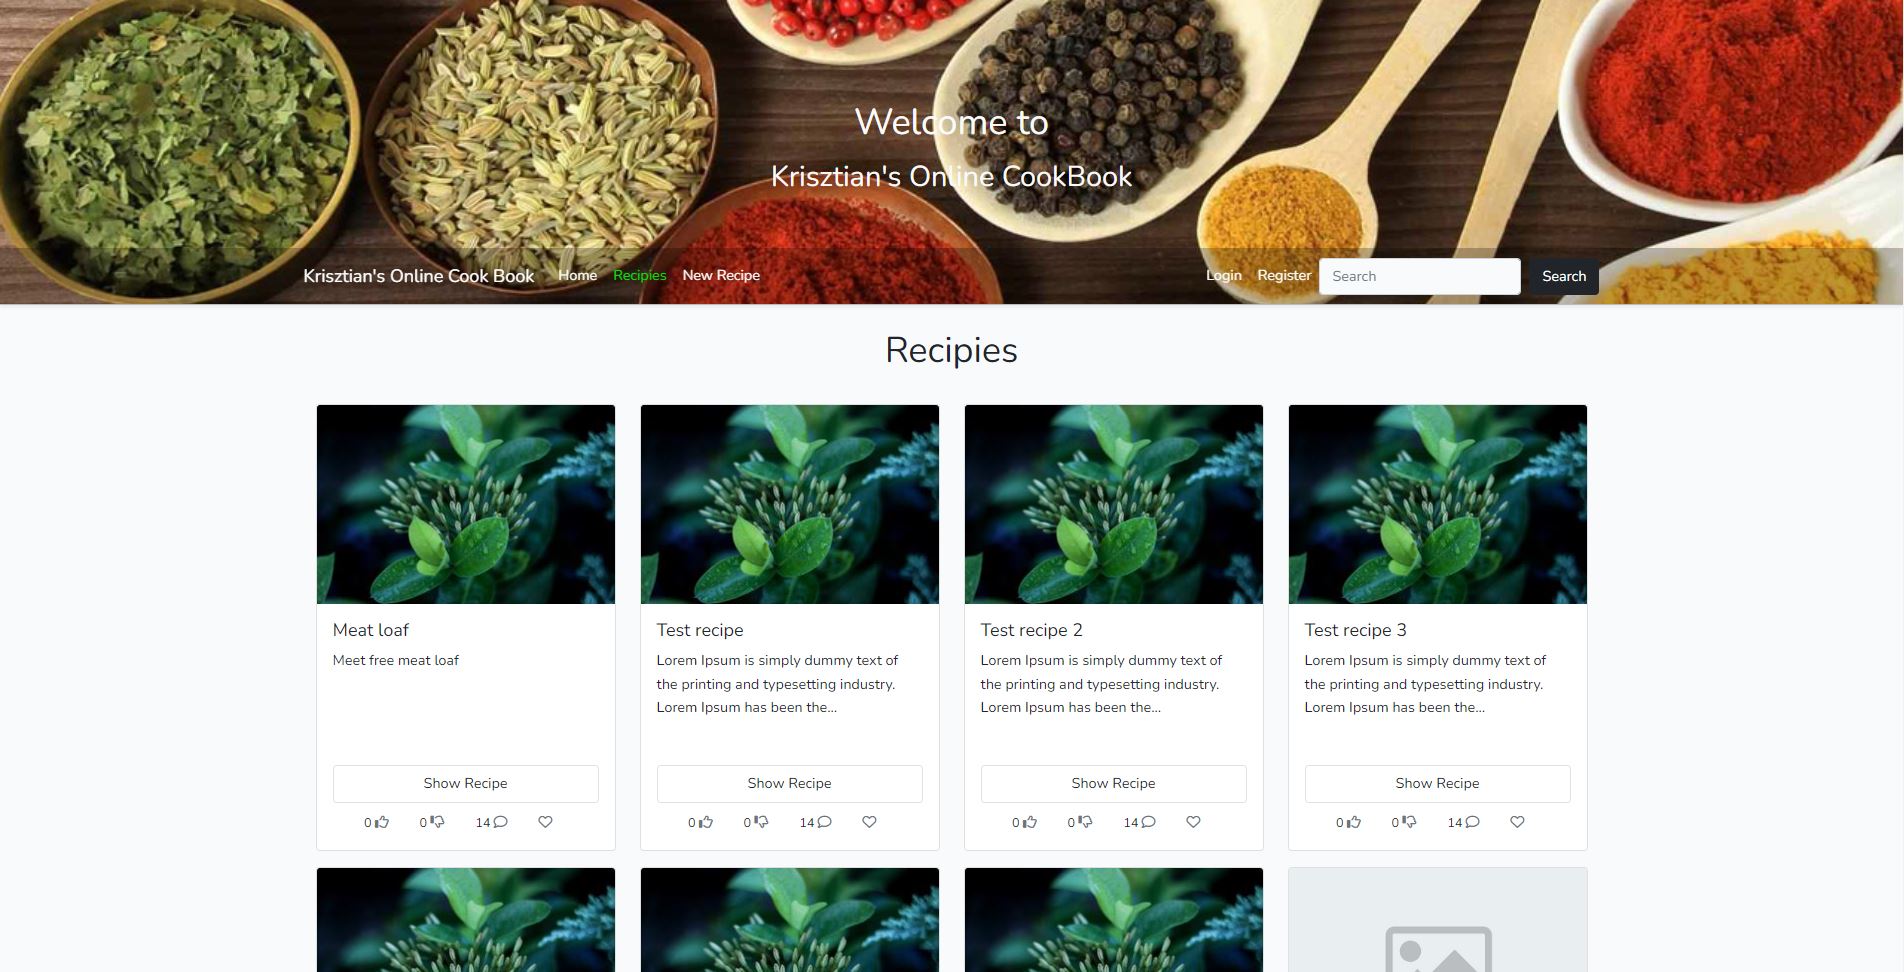 Welcome to
Krisztian's Online CookBook
Krisztian's Online Cook Book Home Recipies New Recipe Login Register Search Search
Recipies
Meat loaf
Meet free meat loaf
Show Recipe
0 0 14
Test recipe
Lorem Ipsum is simply dummy text of
the printing and typesetting industry.
Lorem Ipsum has been the...
Show Recipe
0 0 14
Test recipe 2
Lorem Ipsum is simply dummy text of
the printing and typesetting industry.
Lorem Ipsum has been the...
Show Recipe
0 0 14
Test recipe 3
Lorem Ipsum is simply dummy text of
the printing and typesetting industry.
Lorem Ipsum has been the...
Show Recipe
0 0 14